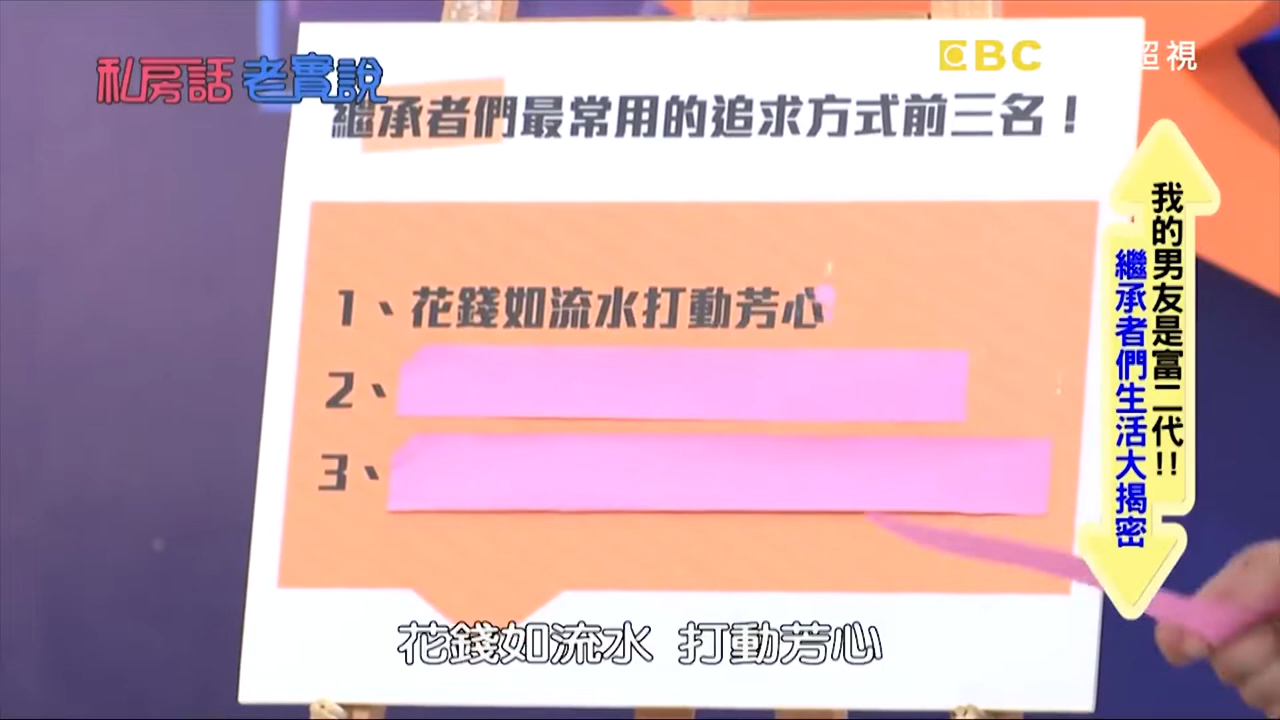 私房話老實說
EBC
超視
繼承者們最常用的追求方式前三名！
1、花錢如流水打動芳心
2、
3、
我的男友是富二代!!
繼承者們生活大揭密
花錢如流水 打動芳心